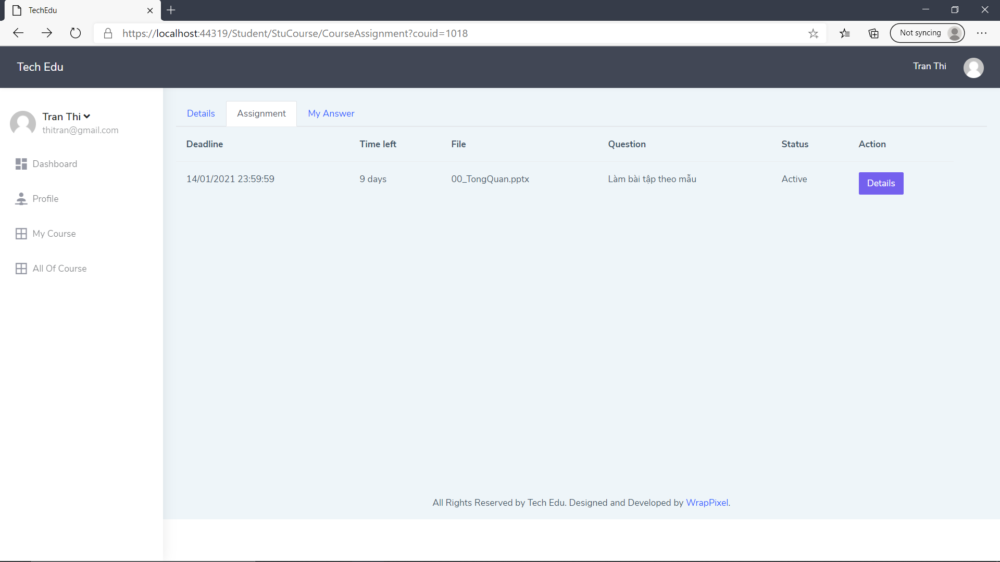 TechEdu
https://localhost:44319/Student/StuCourse/CourseAssignment?couid=1018
Not syncing
Tech Edu
Tran Thi
Tran Thi
thitran@gmail.com
Dashboard
Profile
My Course
All Of Course
Details Assignment My Answer
Deadline Time left File Question Status Action
14/01/2021 23:59:59 9 days 00_TongQuan.pptx Làm bài tập theo mẫu Active Details
All Rights Reserved by Tech Edu. Designed and Developed by WrapPixel.